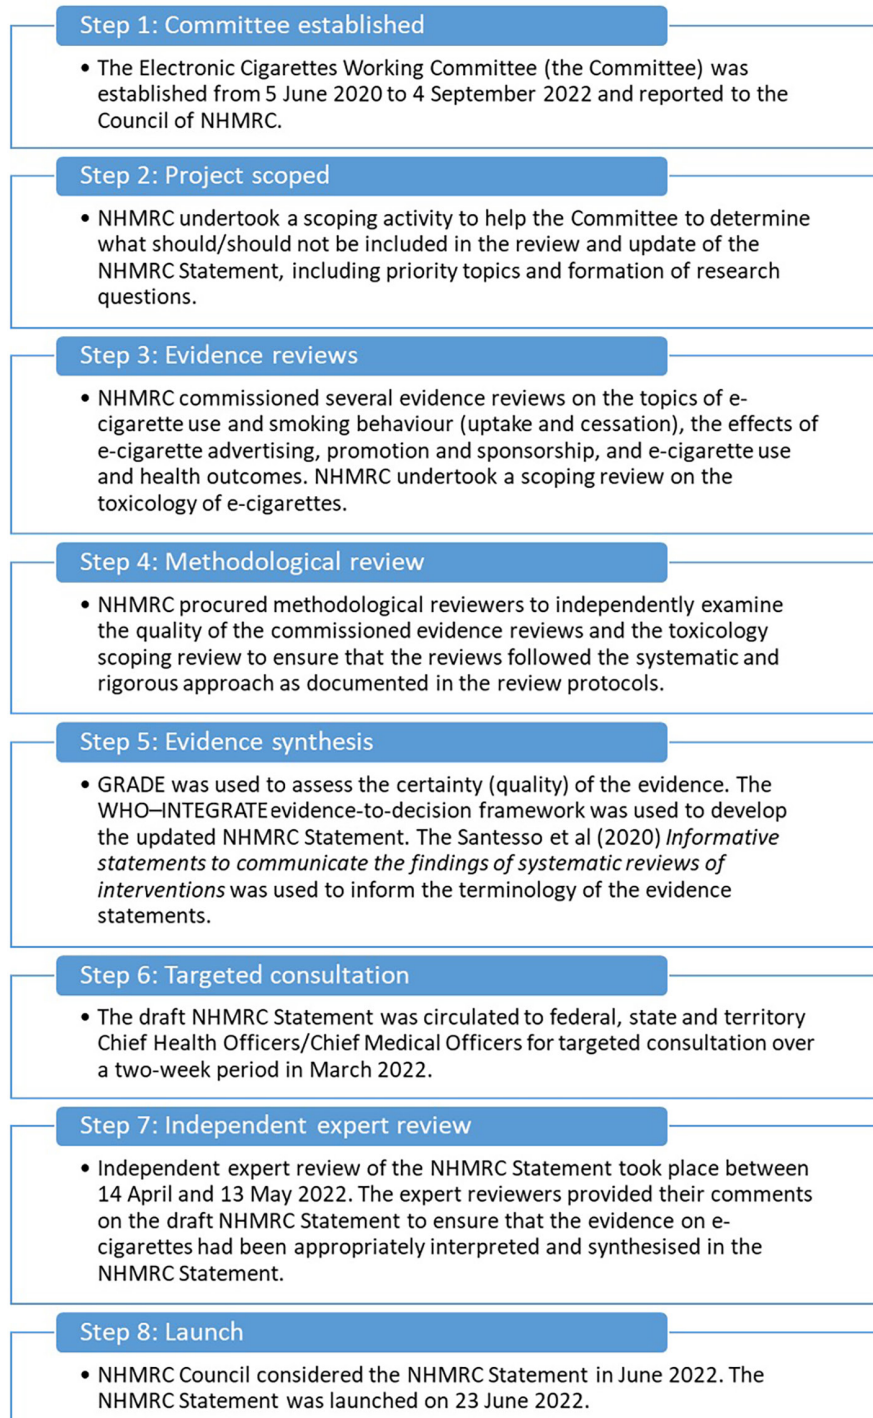 Step 1: Committee established
• The Electronic Cigarettes Working Committee (the Committee) was
established from 5 June 2020 to 4 September 2022 and reported to the
Council of NHMRC.
Step 2: Project scoped
• NHMRC undertook a scoping activity to help the Committee to determine
what should/should not be included in the review and update of the
NHMRC Statement, including priority topics and formation of research
questions.
Step 3: Evidence reviews
• NHMRC commissioned several evidence reviews on the topics of e-
cigarette use and smoking behaviour (uptake and cessation), the effects of
e-cigarette advertising, promotion and sponsorship, and e-cigarette use
and health outcomes. NHMRC undertook a scoping review on the
toxicology of e-cigarettes.
Step 4: Methodological review
• NHMRC procured methodological reviewers to independently examine
the quality of the commissioned evidence reviews and the toxicology
scoping review to ensure that the reviews followed the systematic and
rigorous approach as documented in the review protocols.
Step 5: Evidence synthesis
• GRADE was used to assess the certainty (quality) of the evidence. The
WHO–INTEGRATE evidence-to-decision framework was used to develop
the updated NHMRC Statement. The Santesso et al (2020) Informative
statements to communicate the findings of systematic reviews of
interventions was used to inform the terminology of the evidence
statements.
Step 6: Targeted consultation
• The draft NHMRC Statement was circulated to federal, state and territory
Chief Health Officers/Chief Medical Officers for targeted consultation over
a two-week period in March 2022.
Step 7: Independent expert review
• Independent expert review of the NHMRC Statement took place between
14 April and 13 May 2022. The expert reviewers provided their comments
on the draft NHMRC Statement to ensure that the evidence on e-
cigarettes had been appropriately interpreted and synthesised in the
NHMRC Statement.
Step 8: Launch
• NHMRC Council considered the NHMRC Statement in June 2022. The
NHMRC Statement was launched on 23 June 2022.